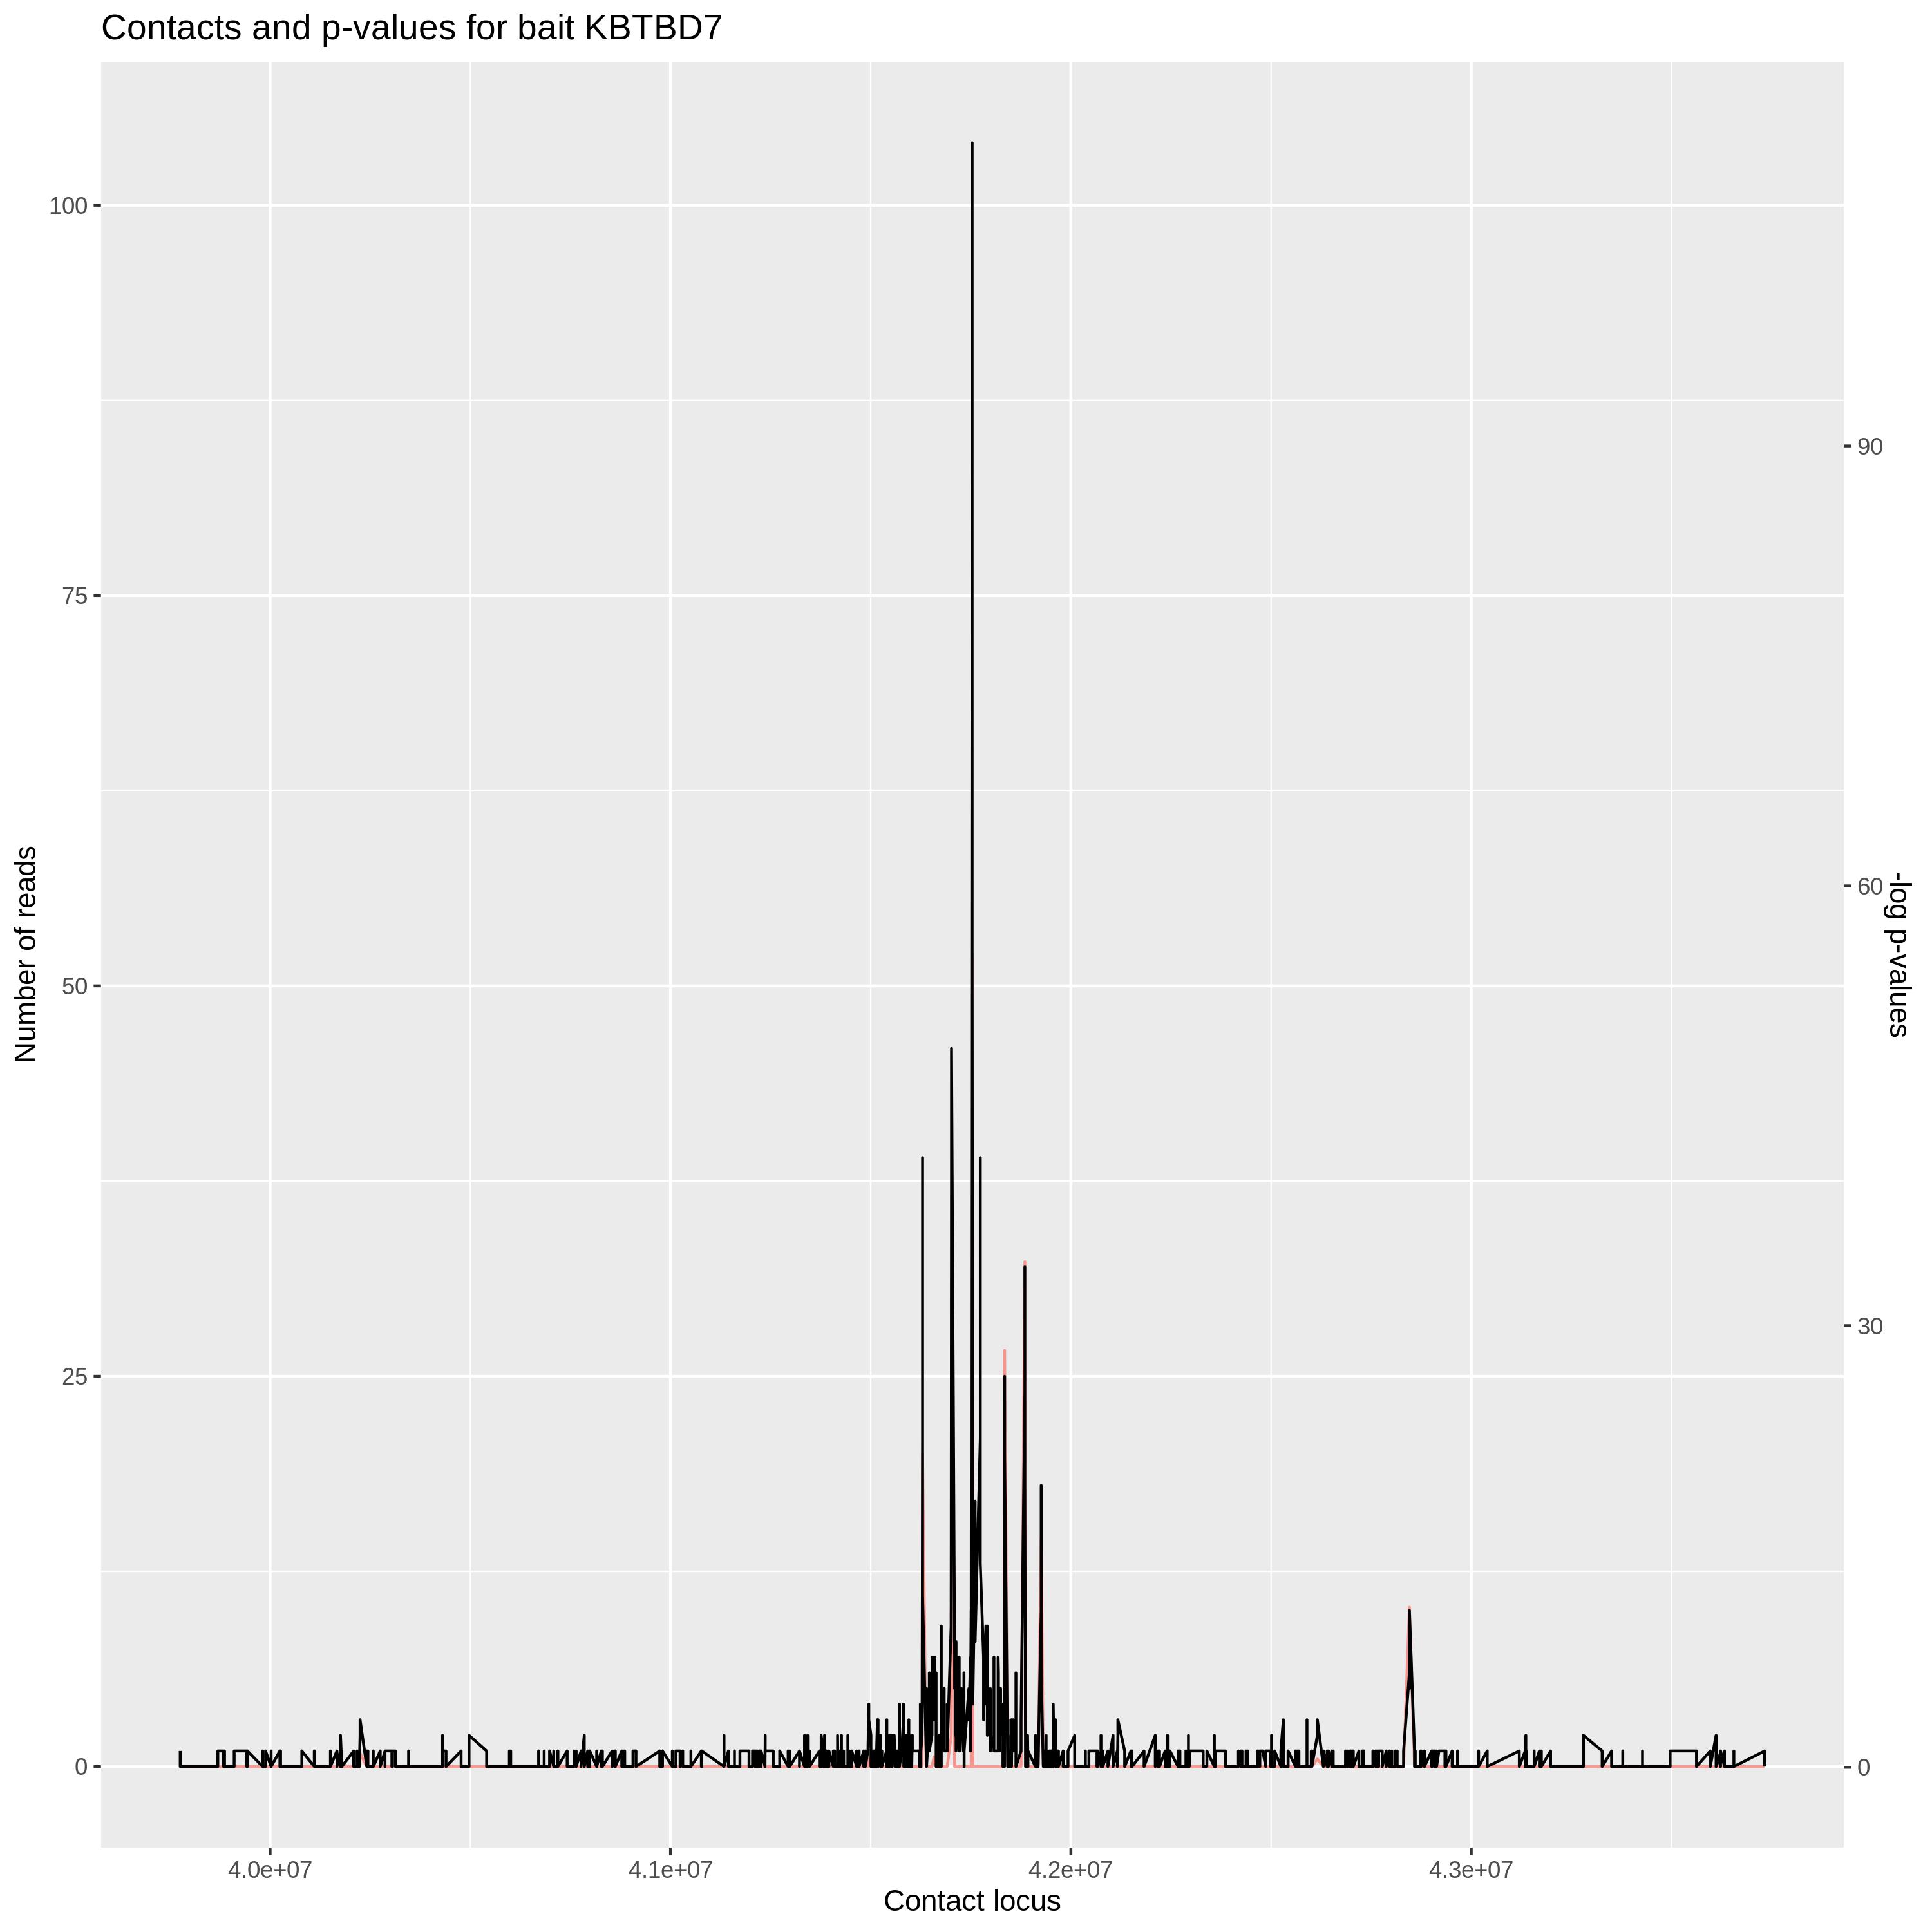 Contacts and p-values for bait KBTBD7
100
75
50
25
0
Number of reads
90
60
30
0
-log p-values
4.0e+07
4.1e+07
4.2e+07
4.3e+07
Contact locus